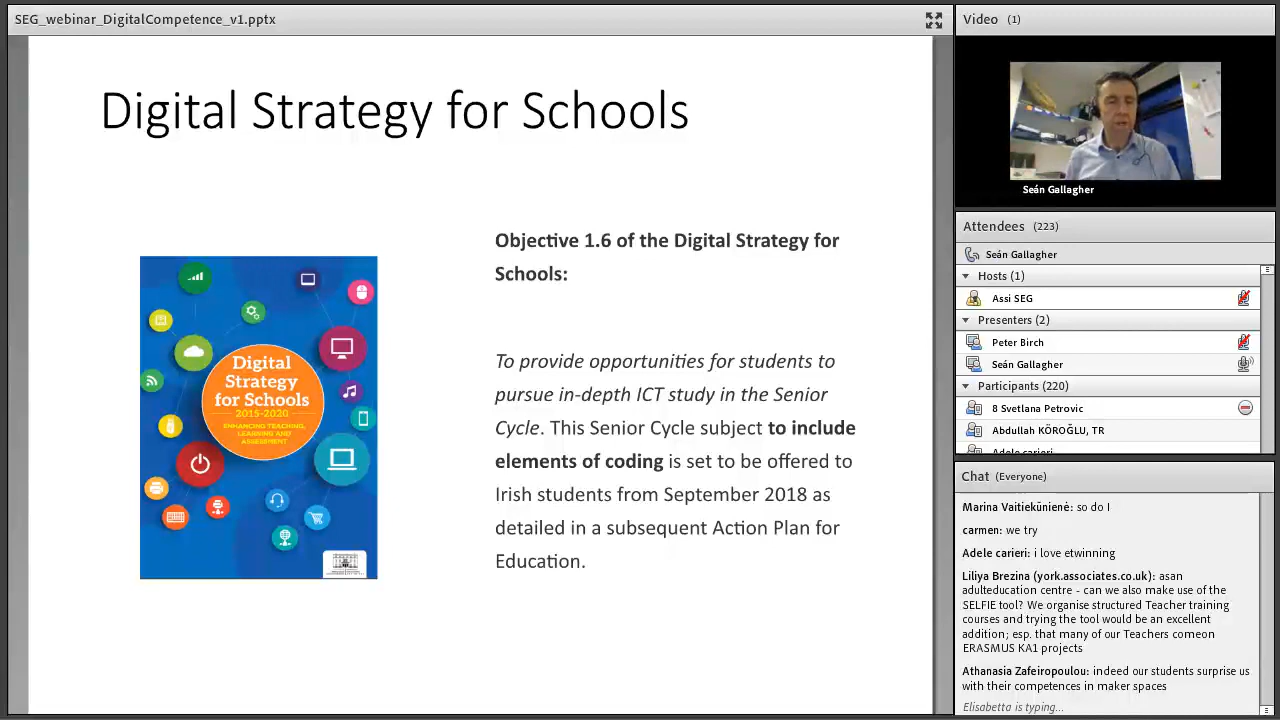 SEG_webinar_DigitalCompetence_v1.pptx
Digital Strategy for Schools
Digital
Strategy
for Schools
2015-2020
ENHANCING TEACHING,
LEARNING AND
ASSESSMENT
Objective 1.6 of the Digital Strategy for
Schools:
To provide opportunities for students to
pursue in-depth ICT study in the Senior
Cycle. This Senior Cycle subject to include
elements of coding is set to be offered to
Irish students from September 2018 as
detailed in a subsequent Action Plan for
Education.
Video (1)
Seán Gallagher
Attendees (223)
Seán Gallagher
Hosts (1)
Assi SEG
Presenters (2)
Peter Birch
Seán Gallagher
Participants (220)
8 Svetlana Petrovic
Abdullah KÖROĞLU, TR
Adele carieri
Chat (Everyone)
Marina Vaitiekūnienė: so do I
carmen: we try
Adele carieri: i love etwinning
Liliya Brezina (york.associates.co.uk): asan
adulteducation centre - can we also make use of the
SELFIE tool? We organise structured Teacher training
courses and trying the tool would be an excellent
addition; esp. that many of our Teachers comeon
ERASMUS KA1 projects
Athanasia Zafeiropoulou: indeed our students surprise us
with their competences in maker spaces
Elisabetta is typing...